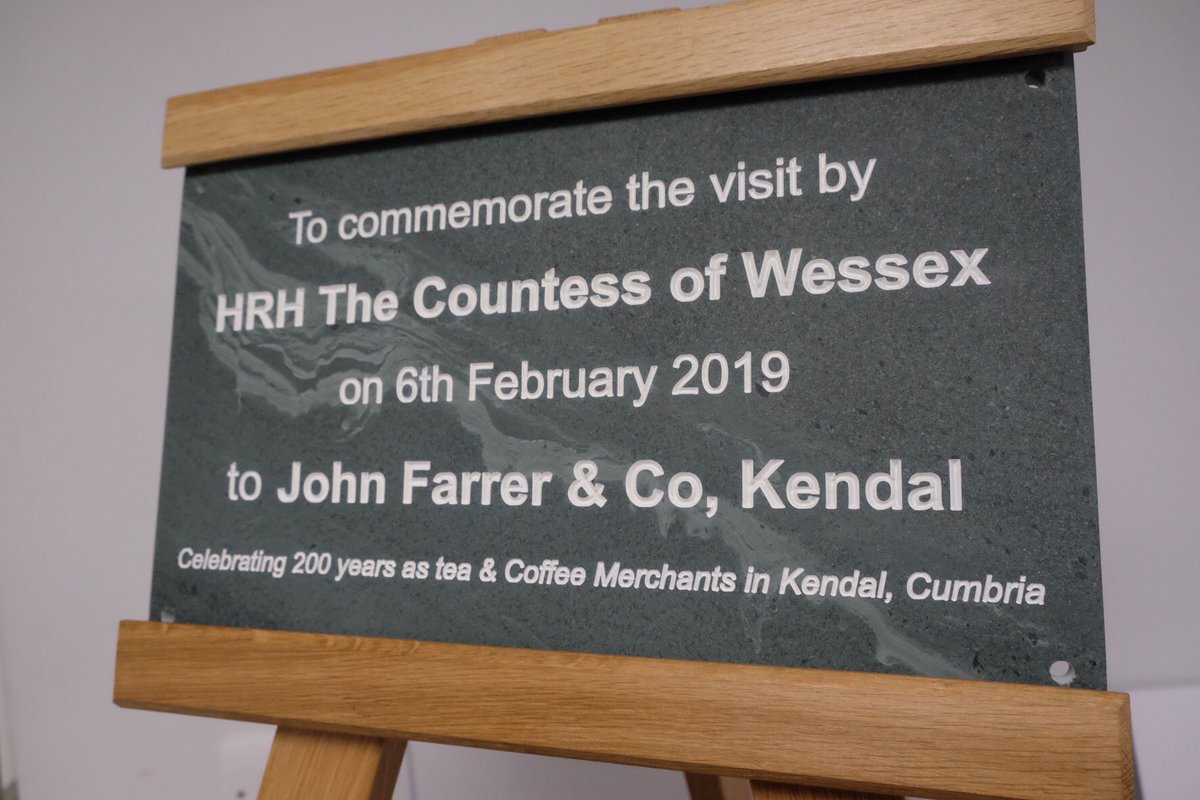 To commemorate the visit by
HRH The Countess of Wessex
on 6th February 2019
to John Farrer & Co, Kendal
Celebrating 200 years as tea & Coffee Merchants in Kendal, Cumbria